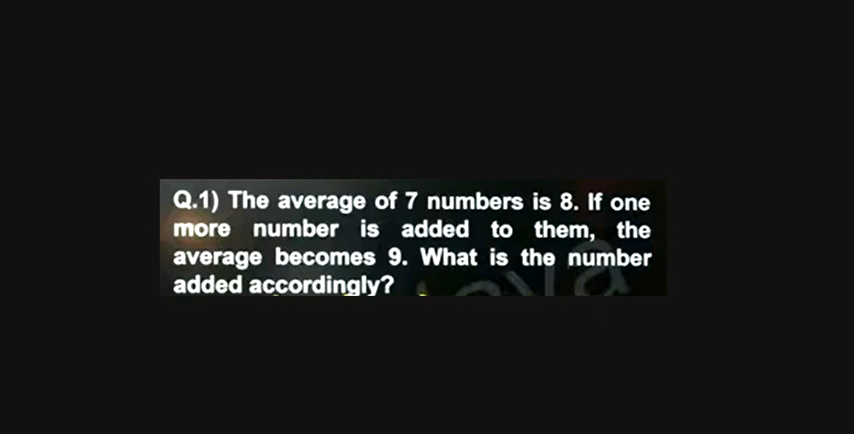 Q.1) The average of 7 numbers is 8. If one
more number is added to them, the
average becomes 9. What is the number
added accordingly?